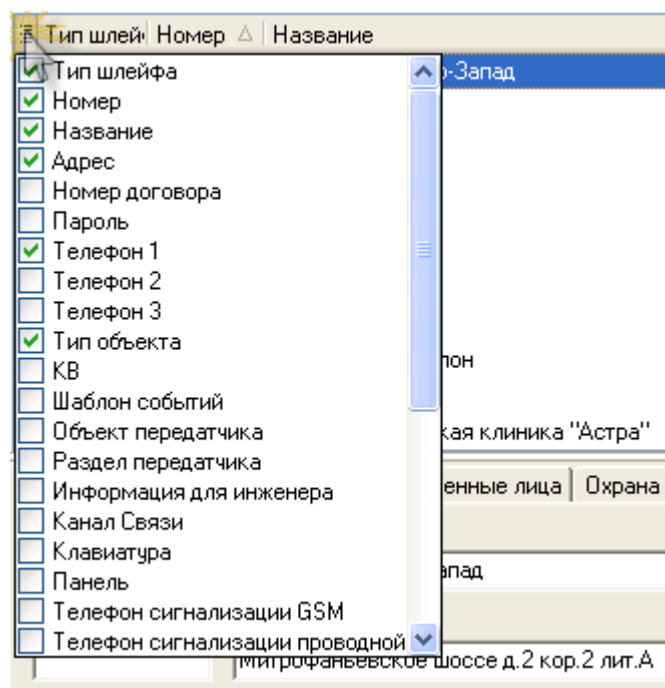 Тип шлей Номер Название
Тип шлейфа
о-Запад
Номер
Название
Адрес
Номер договора
Пароль
Телефон 1
Телефон 2
Телефон 3
Тип объекта
лон
КВ
Шаблон событий
Объект передатчика
кая клиника "Астра"
Раздел передатчика
Информация для инженера
енные лица Охрана
Канал Связи
Клавиатура
Панель
апад
Телефон сигнализации GSM
Телефон сигнализации проводной
Митрофаньевское шоссе д.2 кор.2 лит.А